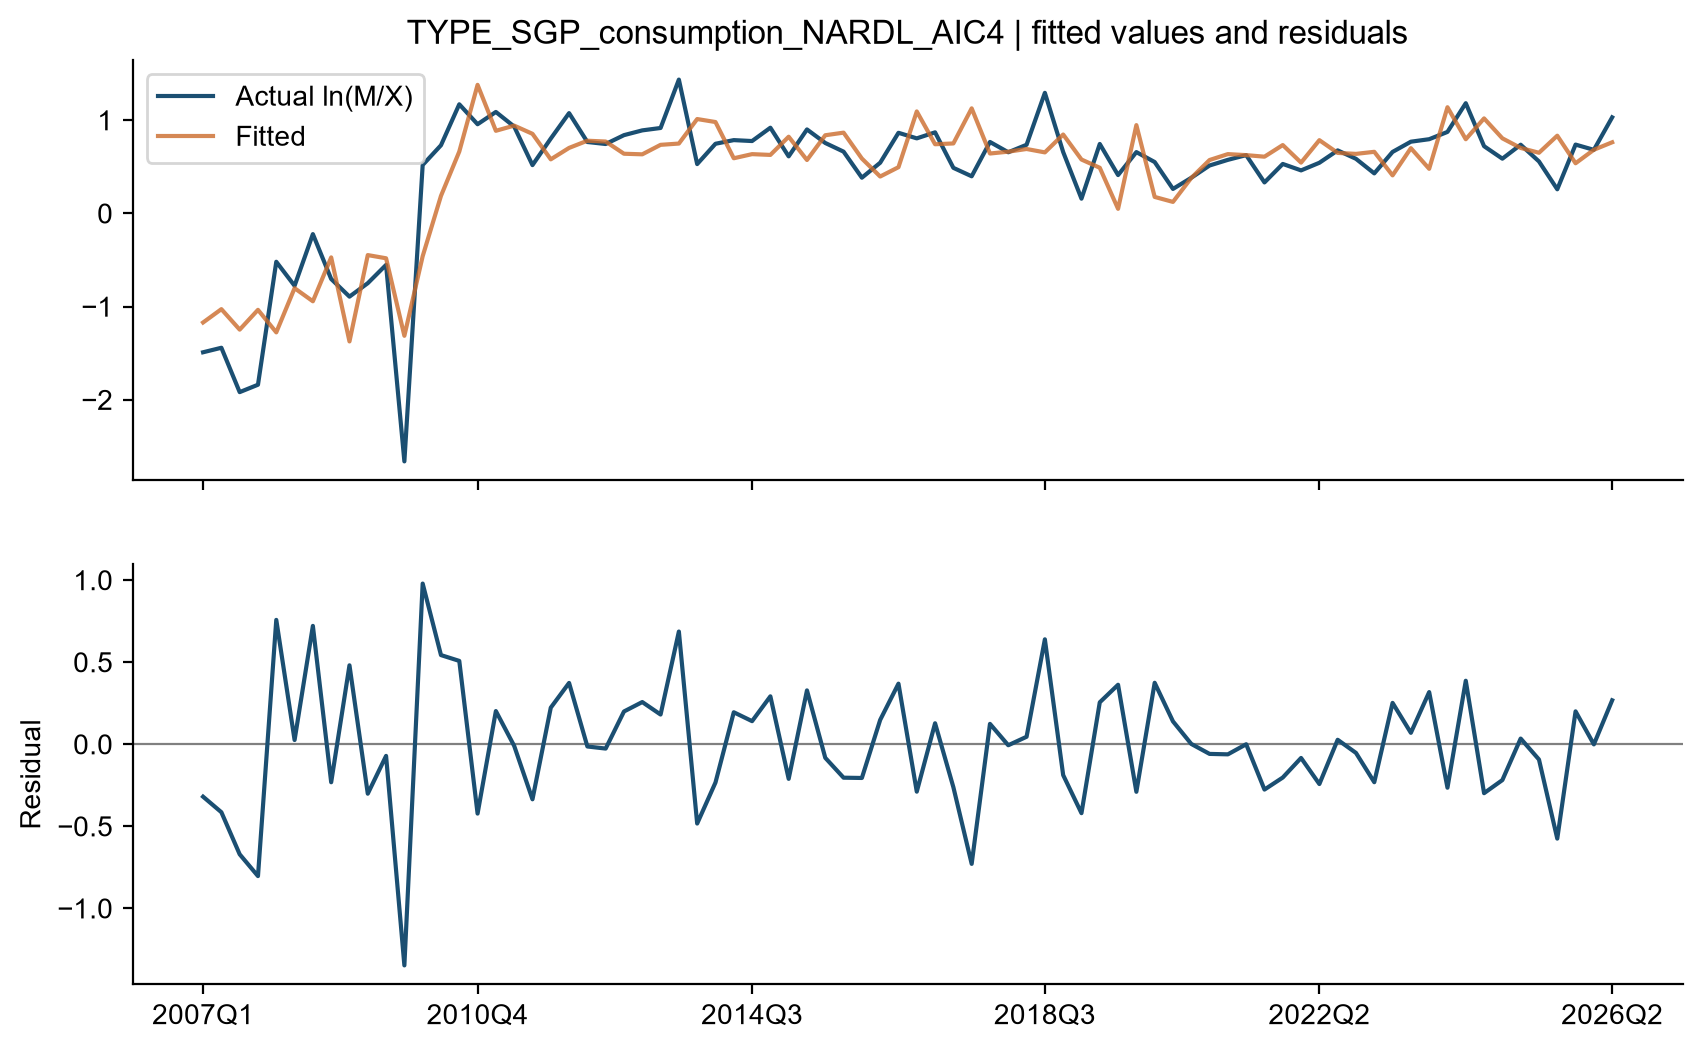 TYPE_SGP_consumption_NARDL_AIC4 | fitted values and residuals
Actual ln(M/X)
Fitted
1
0
−1
−2
1.0
0.5
0.0
−0.5
−1.0
Residual
2007Q1 2010Q4 2014Q3 2018Q3 2022Q2 2026Q2